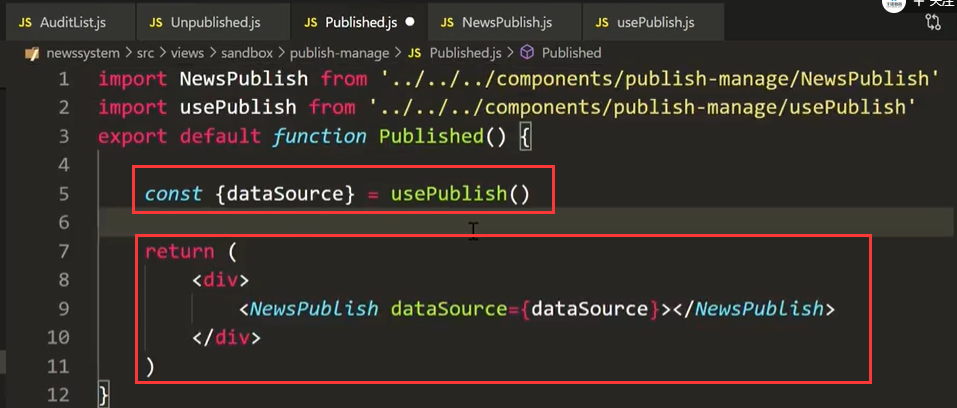 JS AuditList.js JS Unpublished.js JS Published.js JS NewsPublish.js JS usePublish.js
newssystem > src > views > sandbox > publish-manage > JS Published.js > Published
1 import NewsPublish from '../../../components/publish-manage/NewsPublish'
2 import usePublish from '../../../components/publish-manage/usePublish'
3 export default function Published() {
4
5 const {dataSource} = usePublish()
6
7 return (
8 <div>
9 <NewsPublish dataSource={dataSource}></NewsPublish>
10 </div>
11 )
12 }